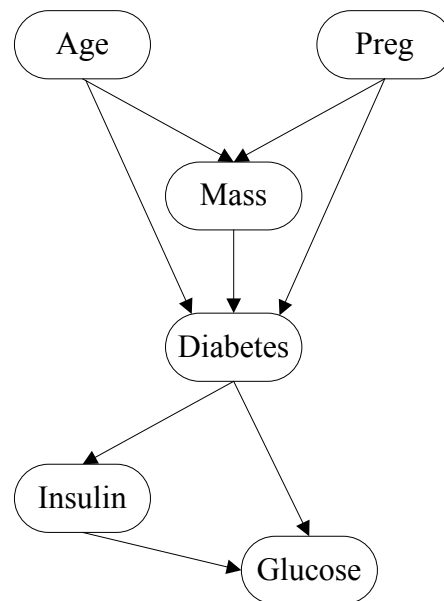 Age
Preg
Mass
Diabetes
Insulin
Glucose